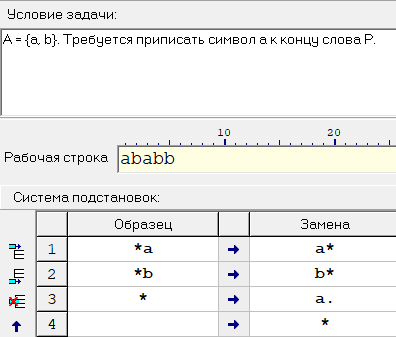 Условие задачи:
A = {a, b}. Требуется приписать символ a к концу слова P.
10 20
Рабочая строка ababb
Система подстановок:
Образец Замена
1 *a → a*
2 *b → b*
3 * → a.
4 → *